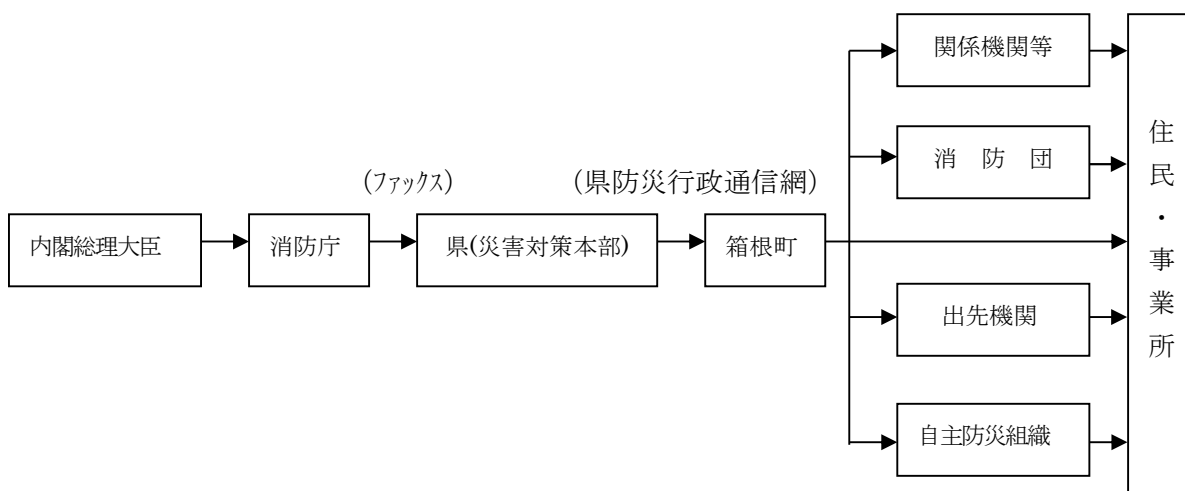 関係機関等
消 防 団
(ファックス)
(県防災行政通信網)
内閣総理大臣
消防庁
県(災害対策本部)
箱根町
出先機関
自主防災組織
住民・事業所